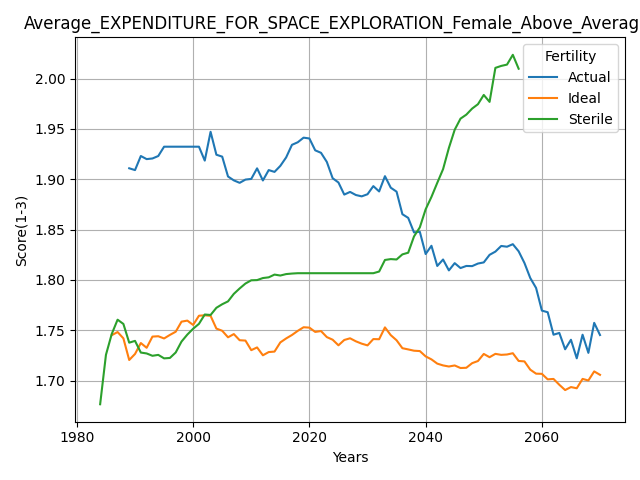 Average_EXPENDITURE_FOR_SPACE_EXPLORATION_Female_Above_Averag
Fertility
Actual
Ideal
Sterile
Score(1-3)
2.00
1.95
1.90
1.85
1.80
1.75
1.70
1980
2000
2020
2040
2060
Years